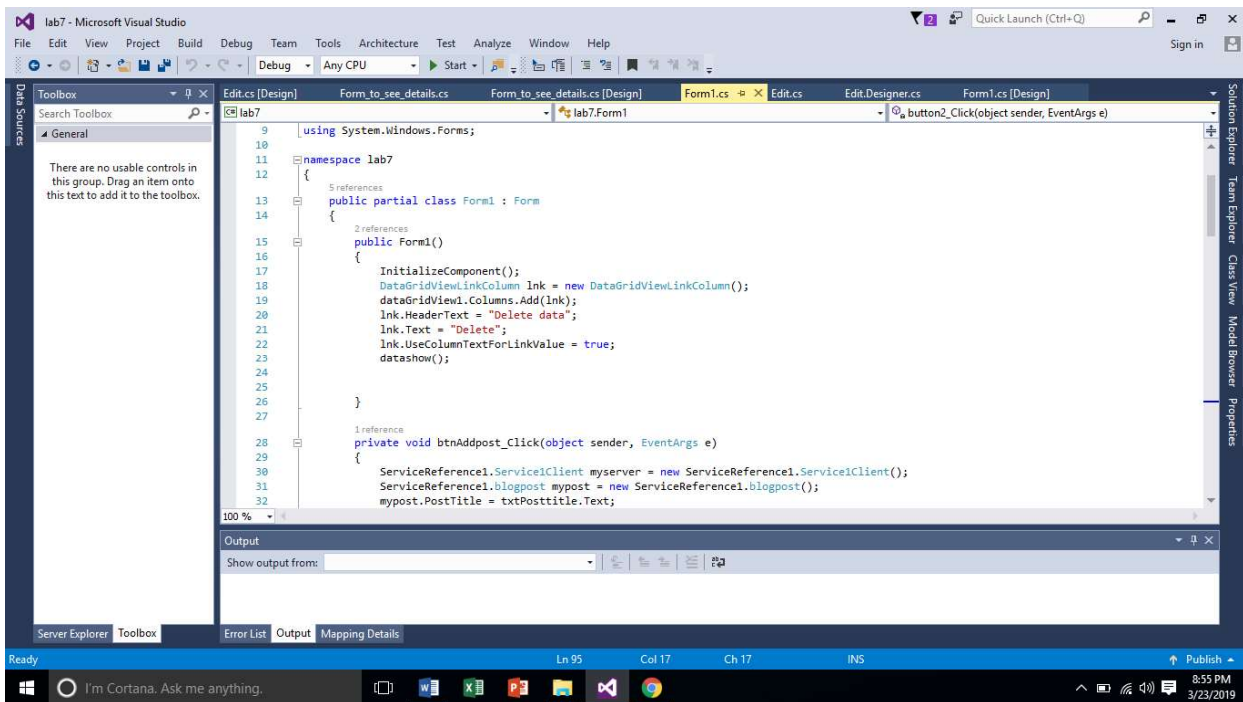 lab7 - Microsoft Visual Studio
2
Quick Launch (Ctrl+Q)
File Edit View Project Build Debug Team Tools Architecture Test Analyze Window Help
Sign in
Debug Any CPU Start
Data Sources
Toolbox
Search Toolbox
General
There are no usable controls in
this group. Drag an item onto
this text to add it to the toolbox.
Server Explorer Toolbox
Edit.cs [Design] Form_to_see_details.cs Form_to_see_details.cs [Design] Form1.cs Edit.cs Edit.Designer.cs Form1.cs [Design]
C# lab7 lab7.Form1 button2_Click(object sender, EventArgs e)
9 using System.Windows.Forms;
10
11 namespace lab7
12 {
5 references
13 public partial class Form1 : Form
14 {
2 references
15 public Form1()
16 {
17 InitializeComponent();
18 DataGridViewLinkColumn lnk = new DataGridViewLinkColumn();
19 dataGridView1.Columns.Add(lnk);
20 lnk.HeaderText = "Delete data";
21 lnk.Text = "Delete";
22 lnk.UseColumnTextForLinkValue = true;
23 datashow();
24
25
26 }
27
1 reference
28 private void btnAddpost_Click(object sender, EventArgs e)
29 {
30 ServiceReference1.Service1Client myserver = new ServiceReference1.Service1Client();
31 ServiceReference1.blogpost mypost = new ServiceReference1.blogpost();
32 mypost.PostTitle = txtPosttitle.Text;
100 %
Output
Show output from:
Error List Output Mapping Details
Solution Explorer
Team Explorer
Class View
Model Browser
Properties
Ready Ln 95 Col 17 Ch 17 INS Publish
I'm Cortana. Ask me anything.
8:55 PM
3/23/2019